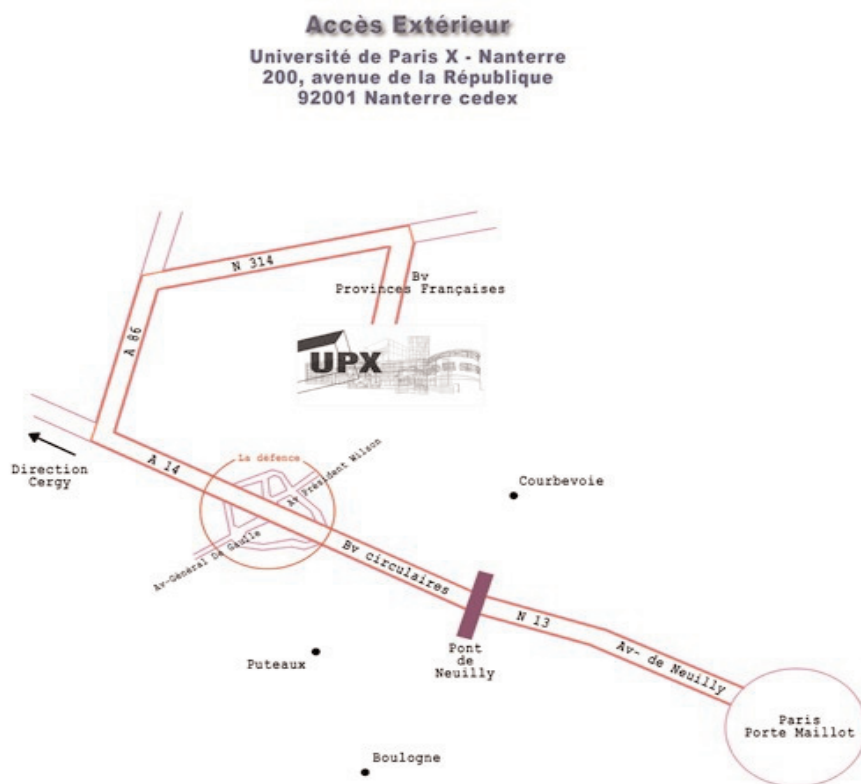 Accès Extérieur
Université de Paris X - Nanterre
200, avenue de la République
92001 Nanterre cedex
N 314
Bv
Provinces Françaises
A 86
UPX
La défence
Av Président Wilson
A 14
Direction
Cergy
Courbevoie
Av-Général De Gaulle
Bv circulaires
N 13
Pont
de
Neuilly
Puteaux
Av- de Neuilly
Paris
Porte Maillot
Boulogne